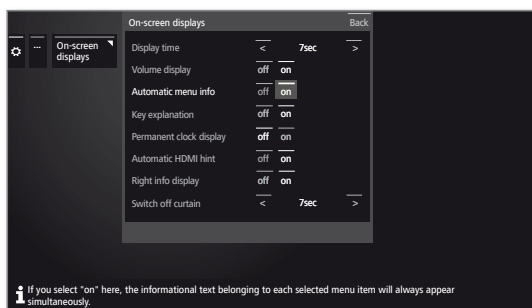 On-screen displays Back
... On-screen displays
Display time < 7sec >
Volume display off on
Automatic menu info off on
Key explanation off on
Permanent clock display off on
Automatic HDMI hint off on
Right info display off on
Switch off curtain < 7sec >
If you select "on" here, the informational text belonging to each selected menu item will always appear
simultaneously.